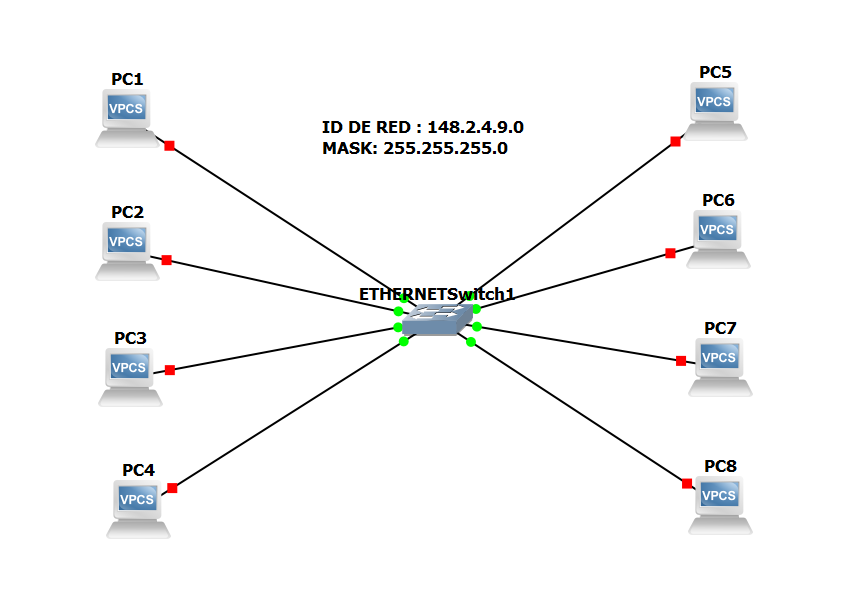 PC1
VPCS
PC2
VPCS
PC3
VPCS
PC4
VPCS
ID DE RED : 148.2.4.9.0
MASK: 255.255.255.0
ETHERNETSwitch1
PC5
VPCS
PC6
VPCS
PC7
VPCS
PC8
VPCS